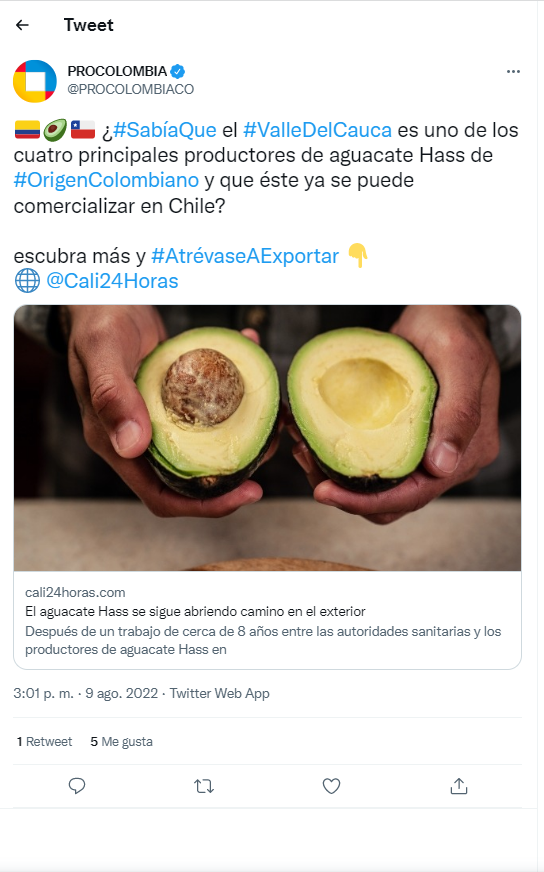 Tweet
PROCOLOMBIA
@PROCOLOMBIACO
¿#SabíaQue el #ValleDelCauca es uno de los
cuatro principales productores de aguacate Hass de
#OrigenColombiano y que éste ya se puede
comercializar en Chile?
escubra más y #AtrévaseAExportar
@Cali24Horas
cali24horas.com
El aguacate Hass se sigue abriendo camino en el exterior
Después de un trabajo de cerca de 8 años entre las autoridades sanitarias y los
productores de aguacate Hass en
3:01 p. m. · 9 ago. 2022 · Twitter Web App
1 Retweet 5 Me gusta